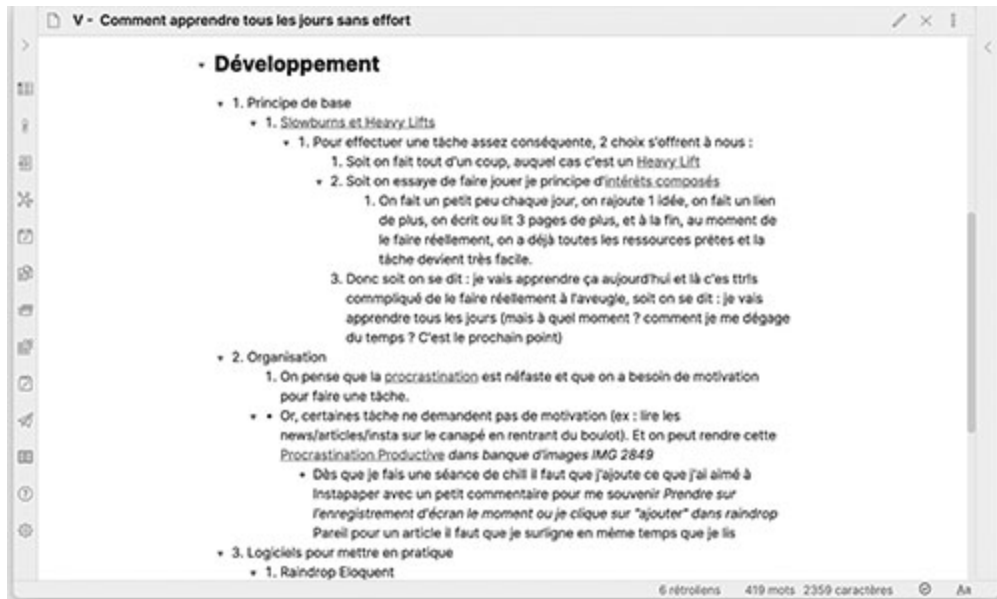 V - Comment apprendre tous les jours sans effort
Développement
1. Principe de base
1. Slowburns et Heavy Lifts
1. Pour effectuer une tâche assez conséquente, 2 choix s'offrent à nous :
1. Soit on fait tout d'un coup, auquel cas c'est un Heavy Lift
2. Soit on essaye de faire jouer je principe d'intérêts composés
1. On fait un petit peu chaque jour, on rajoute 1 idée, on fait un lien
de plus, on écrit ou lit 3 pages de plus, et à la fin, au moment de
le faire réellement, on a déjà toutes les ressources prêtes et la
tâche devient très facile.
3. Donc soit on se dit : je vais apprendre ça aujourd'hui et là c'es ttrls
commpliqué de le faire réellement à l'aveugle, soit on se dit : je vais
apprendre tous les jours (mais à quel moment ? comment je me dégage
du temps ? C'est le prochain point)
2. Organisation
1. On pense que la procrastination est néfaste et que on a besoin de motivation
pour faire une tâche.
• Or, certaines tâche ne demandent pas de motivation (ex : lire les
news/articles/insta sur le canapé en rentrant du boulot). Et on peut rendre cette
Procrastination Productive dans banque d'images IMG 2849
• Dès que je fais une séance de chill il faut que j'ajoute ce que j'ai aimé à
Instapaper avec un petit commentaire pour me souvenir Prendre sur
l'enregistrement d'écran le moment ou je clique sur "ajouter" dans raindrop
Pareil pour un article il faut que je surligne en même temps que je lis
3. Logiciels pour mettre en pratique
1. Raindrop Eloquent
6 rétroliens 419 mots 2359 caractères Aa